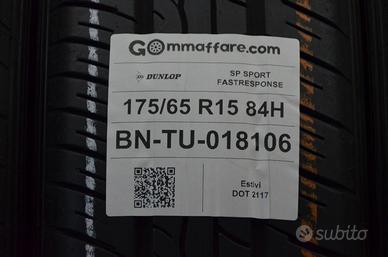 GOmmaffare.com
DUNLOP
SP SPORT
FASTRESPONSE
175/65 R15 84H
BN-TU-018106
Estivi
DOT 2117
subito